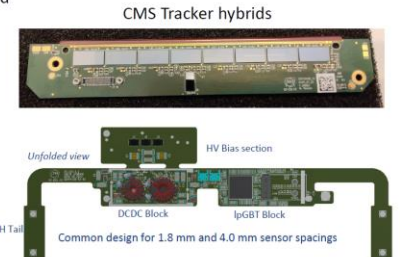 CMS Tracker hybrids
Unfolded view
HV Bias section
DCDC Block
lpGBT Block
H Tail
Common design for 1.8 mm and 4.0 mm sensor spacings